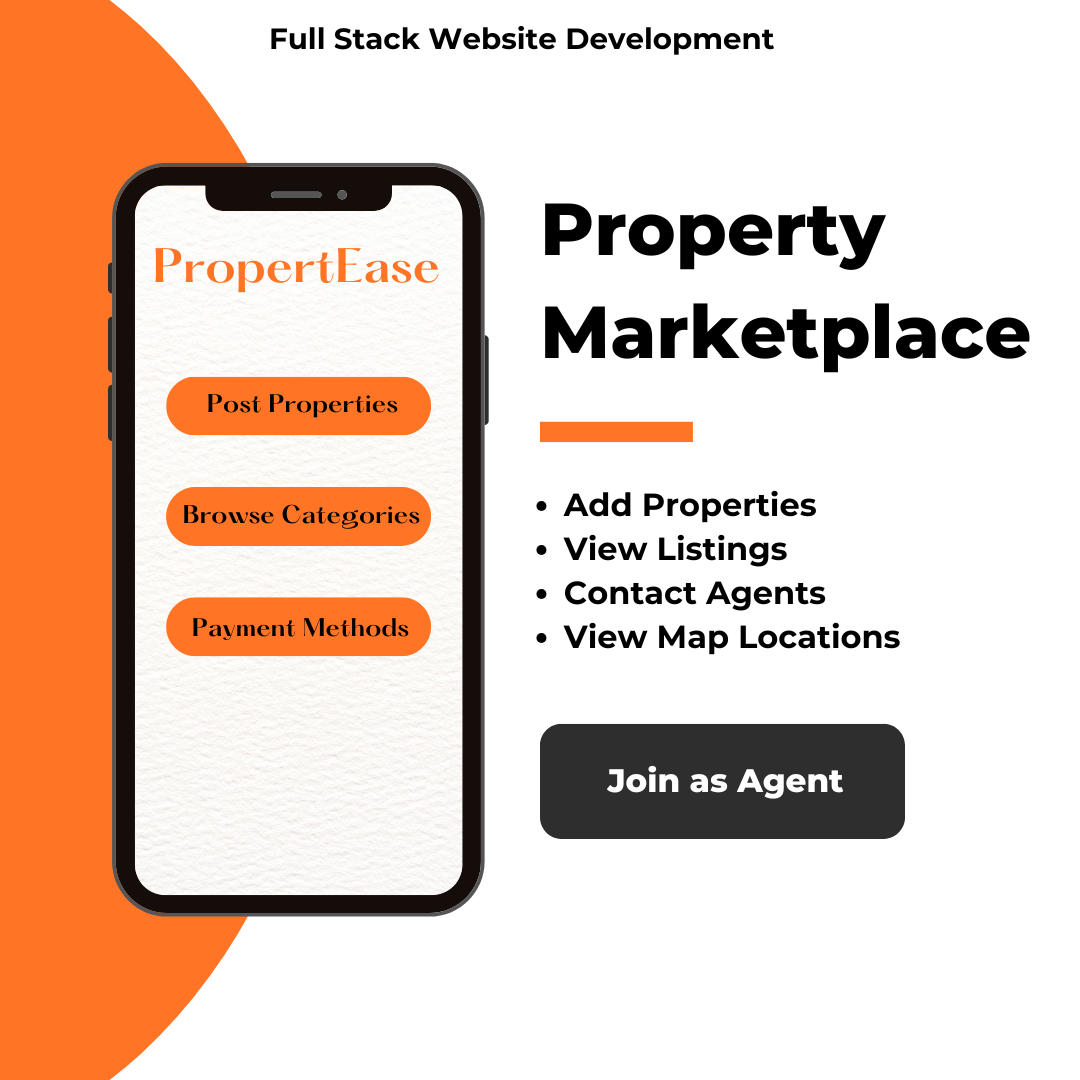 Full Stack Website Development
PropertEase
Post Properties
Browse Categories
Payment Methods
Property
Marketplace
• Add Properties
• View Listings
• Contact Agents
• View Map Locations
Join as Agent